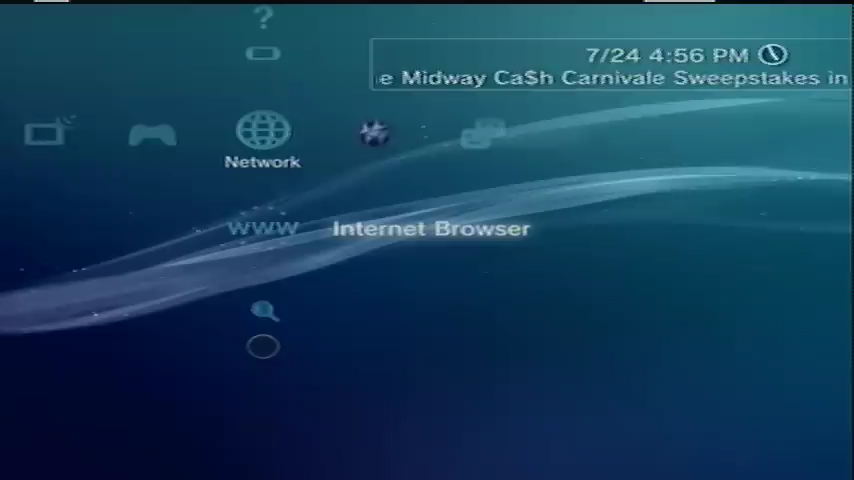 ?
7/24 4:56 PM
e Midway Ca$h Carnivale Sweepstakes in
Network
WWW
Internet Browser